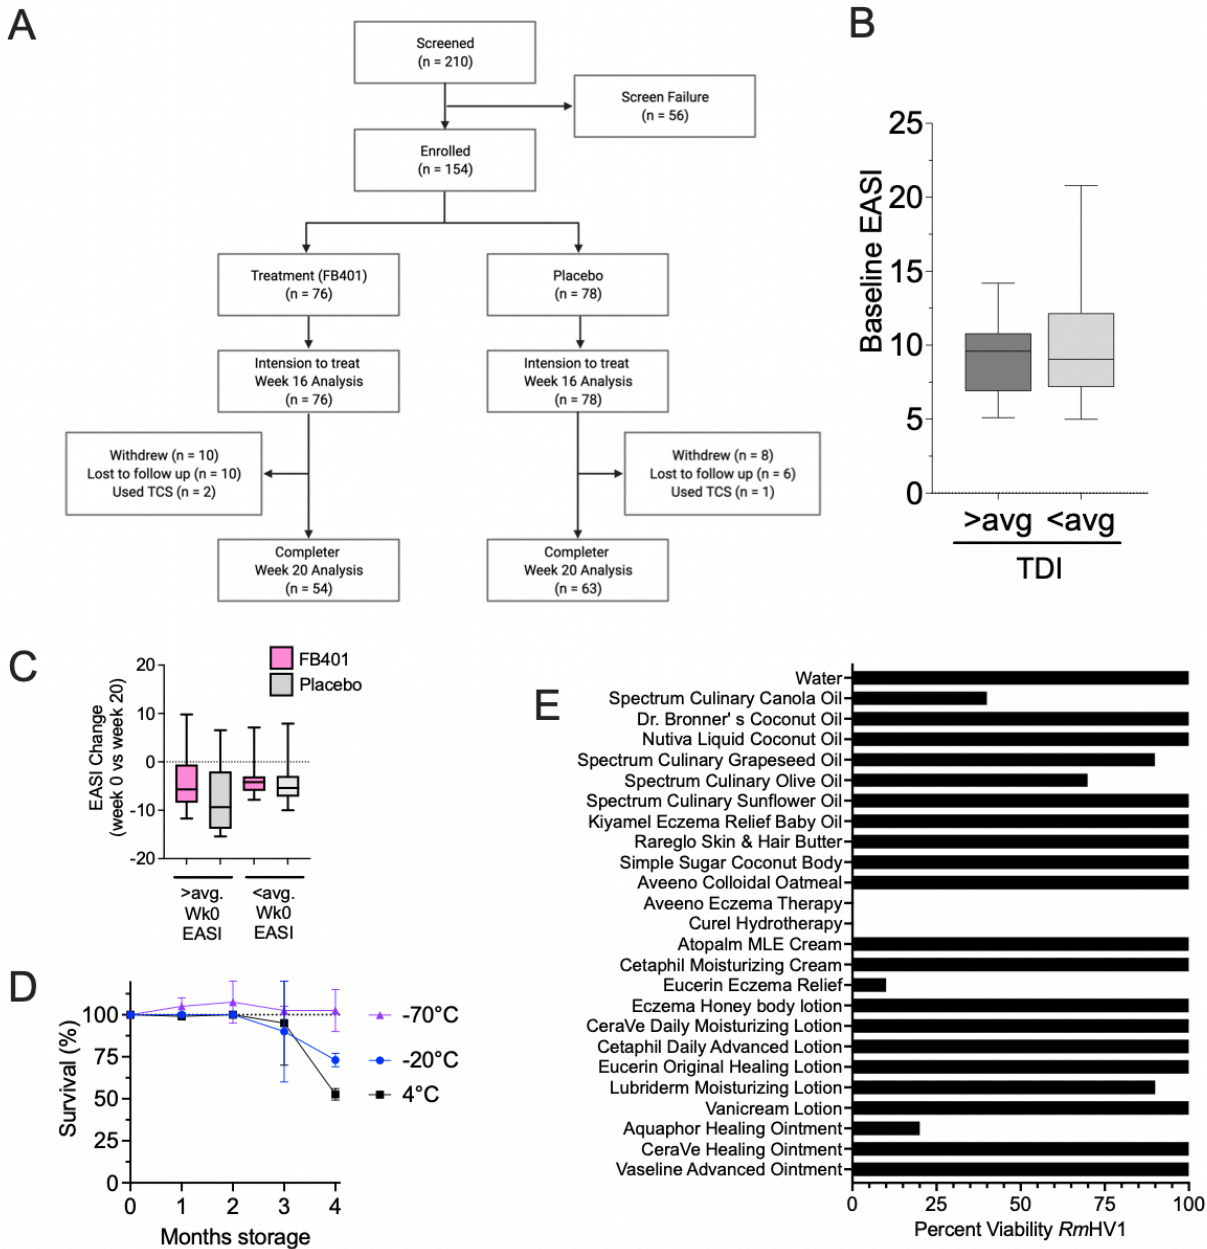 A
Screened
(n = 210)
Screen Failure
(n = 56)
Enrolled
(n = 154)
Treatment (FB401)
(n = 76)
Placebo
(n = 78)
Intension to treat
Week 16 Analysis
(n = 76)
Intension to treat
Week 16 Analysis
(n = 78)
Withdrew (n = 10)
Lost to follow up (n = 10)
Used TCS (n = 2)
Withdrew (n = 8)
Lost to follow up (n = 6)
Used TCS (n = 1)
Completer
Week 20 Analysis
(n = 54)
Completer
Week 20 Analysis
(n = 63)
B
Baseline EASI
25
20
15
10
5
0
>avg <avg
TDI
C
FB401
Placebo
EASI Change
(week 0 vs week 20)
20
10
0
-10
-20
>avg.
Wk0
EASI
<avg.
Wk0
EASI
D
Survival (%)
100
75
50
25
0
0 1 2 3 4
Months storage
-70°C
-20°C
4°C
E
Water
Spectrum Culinary Canola Oil
Dr. Bronner' s Coconut Oil
Nutiva Liquid Coconut Oil
Spectrum Culinary Grapeseed Oil
Spectrum Culinary Olive Oil
Spectrum Culinary Sunflower Oil
Kiyamel Eczema Relief Baby Oil
Rareglo Skin & Hair Butter
Simple Sugar Coconut Body
Aveeno Colloidal Oatmeal
Aveeno Eczema Therapy
Curel Hydrotherapy
Atopalm MLE Cream
Cetaphil Moisturizing Cream
Eucerin Eczema Relief
Eczema Honey body lotion
CeraVe Daily Moisturizing Lotion
Cetaphil Daily Advanced Lotion
Eucerin Original Healing Lotion
Lubriderm Moisturizing Lotion
Vanicream Lotion
Aquaphor Healing Ointment
CeraVe Healing Ointment
Vaseline Advanced Ointment
0 25 50 75 100
Percent Viability RmHV1